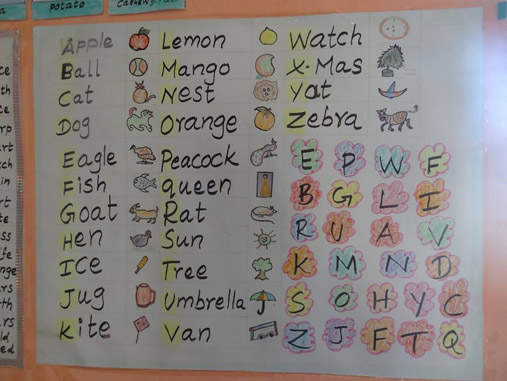 POTATO
Apple
Ball
Cat
Dog
Eagle
Fish
Goat
Hen
ICe
Jug
kite
Lemon
Mango
Nest
Orange
Peacock
queen
Rat
Sun
Tree
Umbrella
Van
Watch
X-Mas
yat
Zebra
E P W F
B G L I
R U A V
K M N D
S O H Y C
Z J F T Q